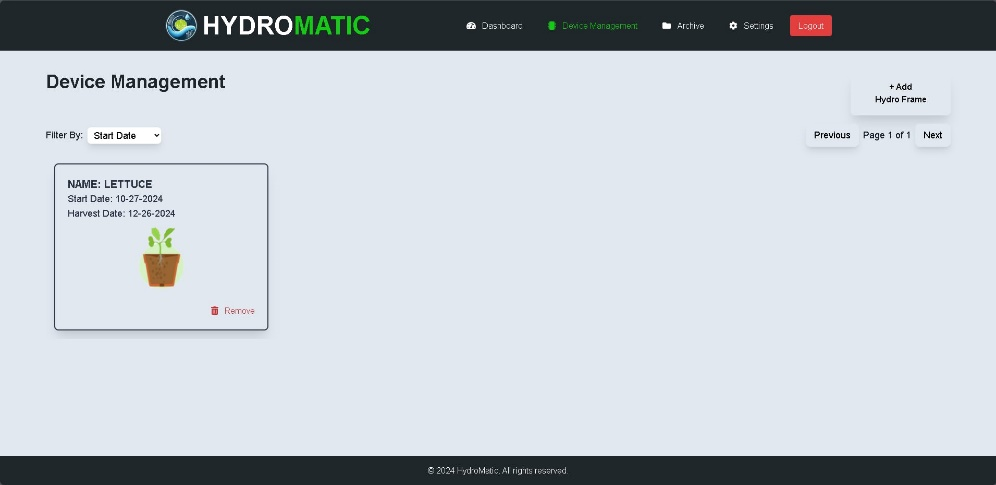 HYDROMATIC
Dashboard
Device Management
Archive
Settings
Logout
Device Management
+ Add
Hydro Frame
Filter By:
Start Date
Previous
Page 1 of 1
Next
NAME: LETTUCE
Start Date: 10-27-2024
Harvest Date: 12-26-2024
Remove
© 2024 HydroMatic. All rights reserved.